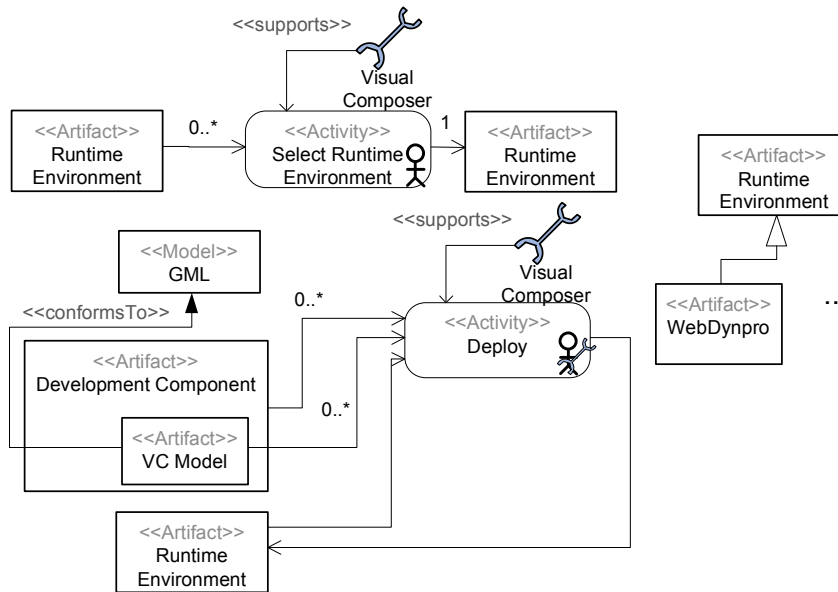 <<supports>>
Visual
Composer
<<Artifact>>
Runtime
Environment
0..*
<<Activity>>
Select Runtime
Environment
1
<<Artifact>>
Runtime
Environment
<<Artifact>>
Runtime
Environment
<<supports>>
Visual
Composer
<<Model>>
GML
<<conformsTo>>
0..*
<<Activity>>
Deploy
<<Artifact>>
WebDynpro
...
<<Artifact>>
Development Component
0..*
<<Artifact>>
VC Model
<<Artifact>>
Runtime
Environment